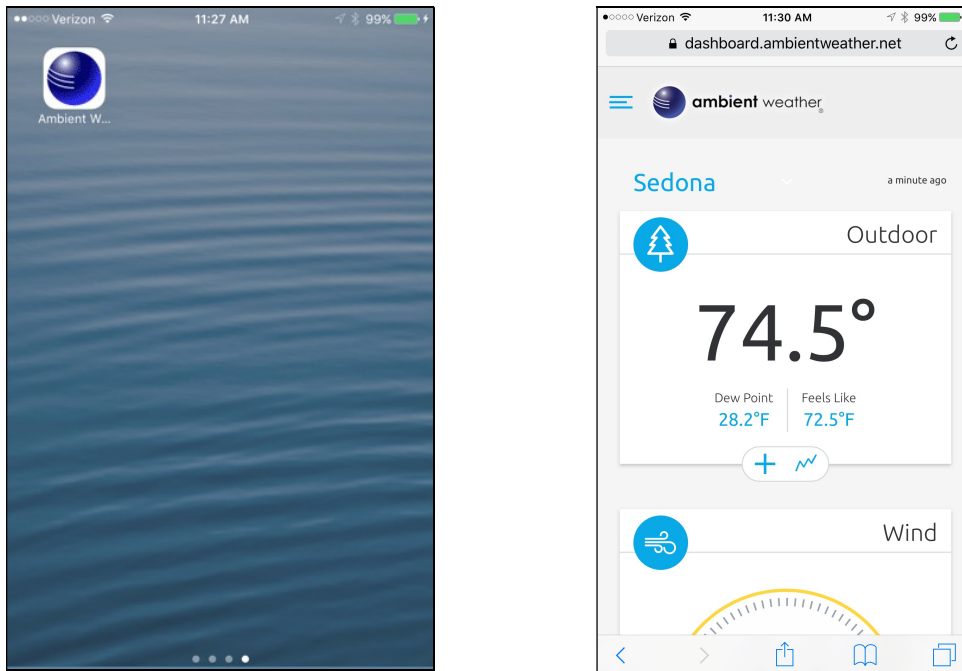 Verizon
11:27 AM
99%
Ambient W...
Verizon
11:30 AM
99%
dashboard.ambientweather.net
ambient weather®
Sedona
a minute ago
Outdoor
74.5°
Dew Point
Feels Like
28.2°F
72.5°F
Wind